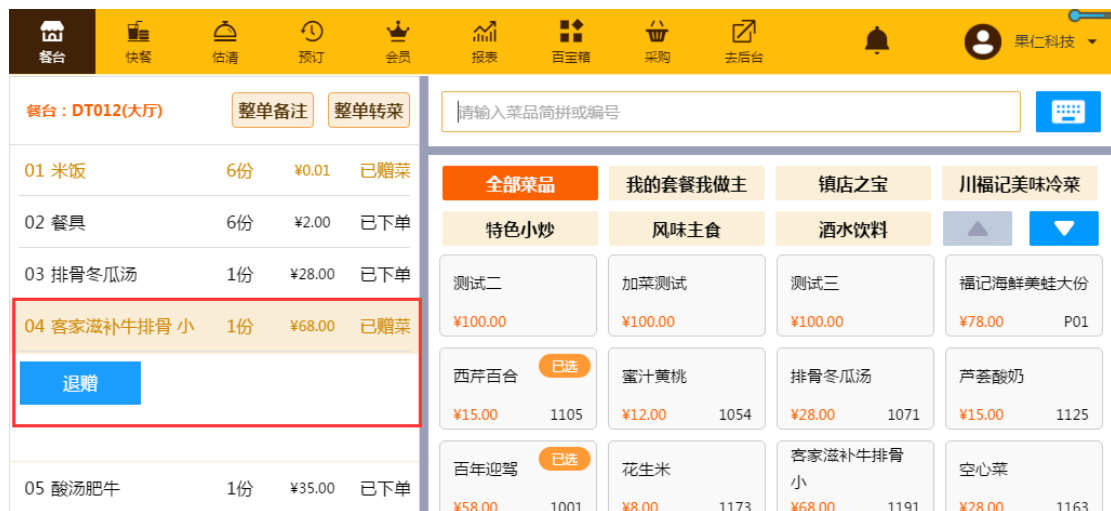 餐台 快餐 估清 预订 会员 报表 百宝箱 采购 去后台 果仁科技
餐台：DT012(大厅) 整单备注 整单转菜
请输入菜品简拼或编号
01 米饭 6份 ¥0.01 已赠菜
02 餐具 6份 ¥2.00 已下单
03 排骨冬瓜汤 1份 ¥28.00 已下单
04 客家滋补牛排骨 小 1份 ¥68.00 已赠菜
退赠
05 酸汤肥牛 1份 ¥35.00 已下单
全部菜品 我的套餐我做主 镇店之宝 川福记美味冷菜
特色小炒 风味主食 酒水饮料
测试二 加菜测试 测试三 福记海鲜美蛙大份
¥100.00 ¥100.00 ¥100.00 ¥78.00 P01
已选
西芹百合 蜜汁黄桃 排骨冬瓜汤 芦荟酸奶
¥15.00 1105 ¥12.00 1054 ¥28.00 1071 ¥15.00 1125
已选
百年迎驾 花生米 客家滋补牛排骨 空心菜
小
¥58.00 1001 ¥8.00 1173 ¥68.00 1191 ¥28.00 1163